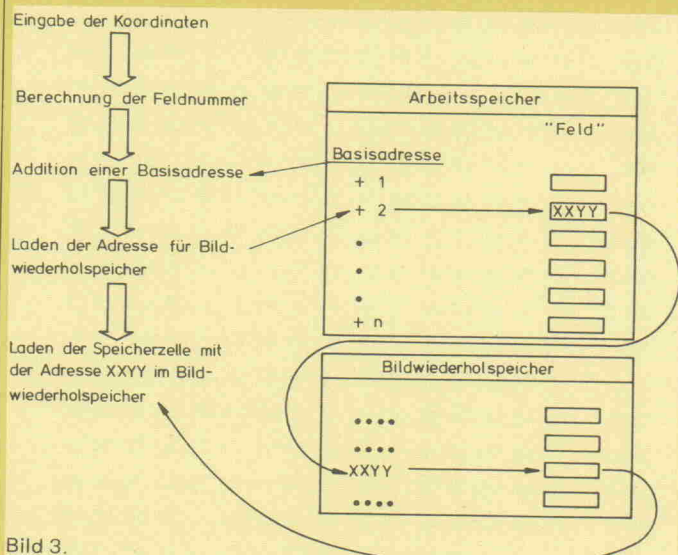 Eingabe der Koordinaten
Berechnung der Feldnummer
Addition einer Basisadresse
Laden der Adresse für Bild-
wiederholspeicher
Laden der Speicherzelle mit
der Adresse XXYY im Bild-
wiederholspeicher
Arbeitsspeicher
"Feld"
Basisadresse
+ 1
+ 2
XXYY
+ n
Bildwiederholspeicher
XXYY
Bild 3.